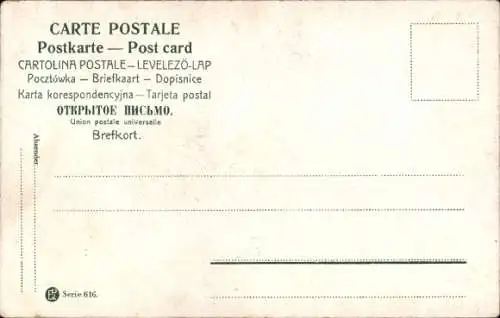 CARTE POSTALE
Postkarte — Post card
CARTOLINA POSTALE — LEVELEZŐ-LAP
Pocztówka — Briefkaart — Dopisnice
Karta korespondencyjna — Tarjeta postal
ОТКРЫТОЕ ПИСЬМО.
Union postale universelle
Brefkort.
Absender
Serie 616.